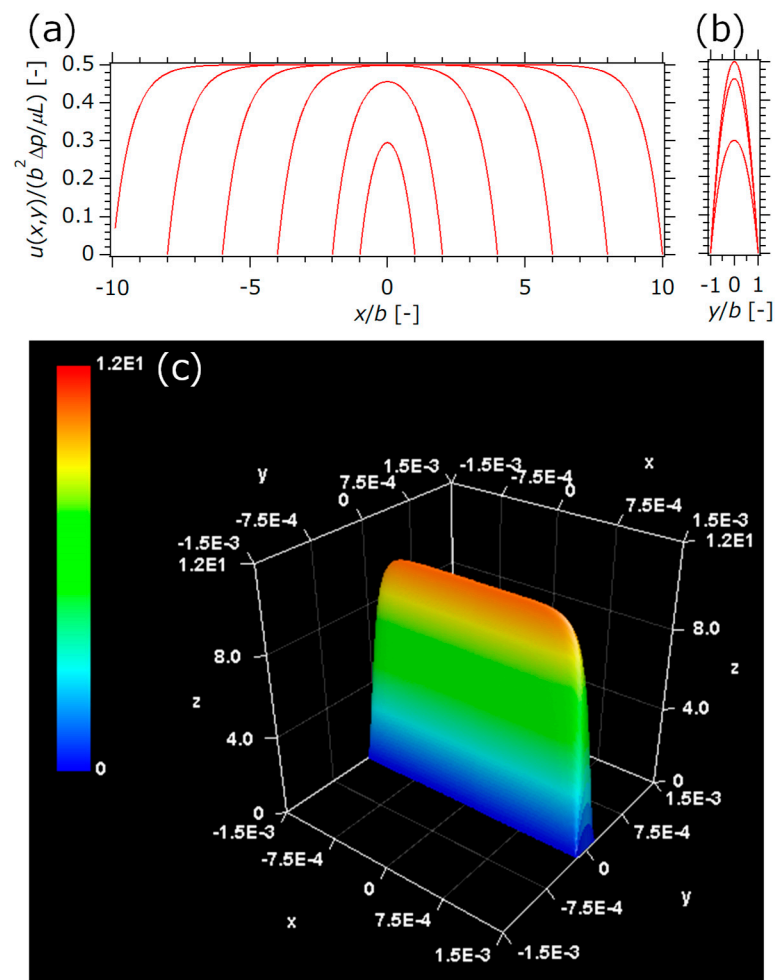 (a)
(b)
u(x,y)/(b² Δp/μL) [-]
0.5
0.4
0.3
0.2
0.1
0
-10
-5
0
5
10
x/b [-]
-1 0 1
y/b [-]
(c)
1.2E1
0
y
x
1.5E-3
-1.5E-3
7.5E-4
-7.5E-4
0
0
-7.5E-4
7.5E-4
-1.5E-3
1.5E-3
1.2E1
1.2E1
8.0
8.0
z
z
4.0
4.0
0
0
-1.5E-3
1.5E-3
-7.5E-4
7.5E-4
0
0
x
y
7.5E-4
-7.5E-4
1.5E-3
-1.5E-3